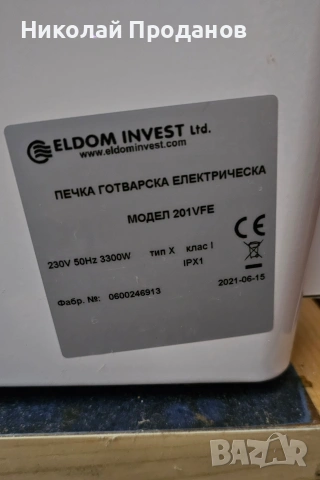 Николай Проданов
ELDOM INVEST Ltd.
www.eldominvest.com
ПЕЧКА ГОТВАРСКА ЕЛЕКТРИЧЕСКА
МОДЕЛ 201VFE
230V 50Hz 3300W тип X клас I
IPX1
CE
2021-06-15
Фабр. №: 0600246913
BAZAR